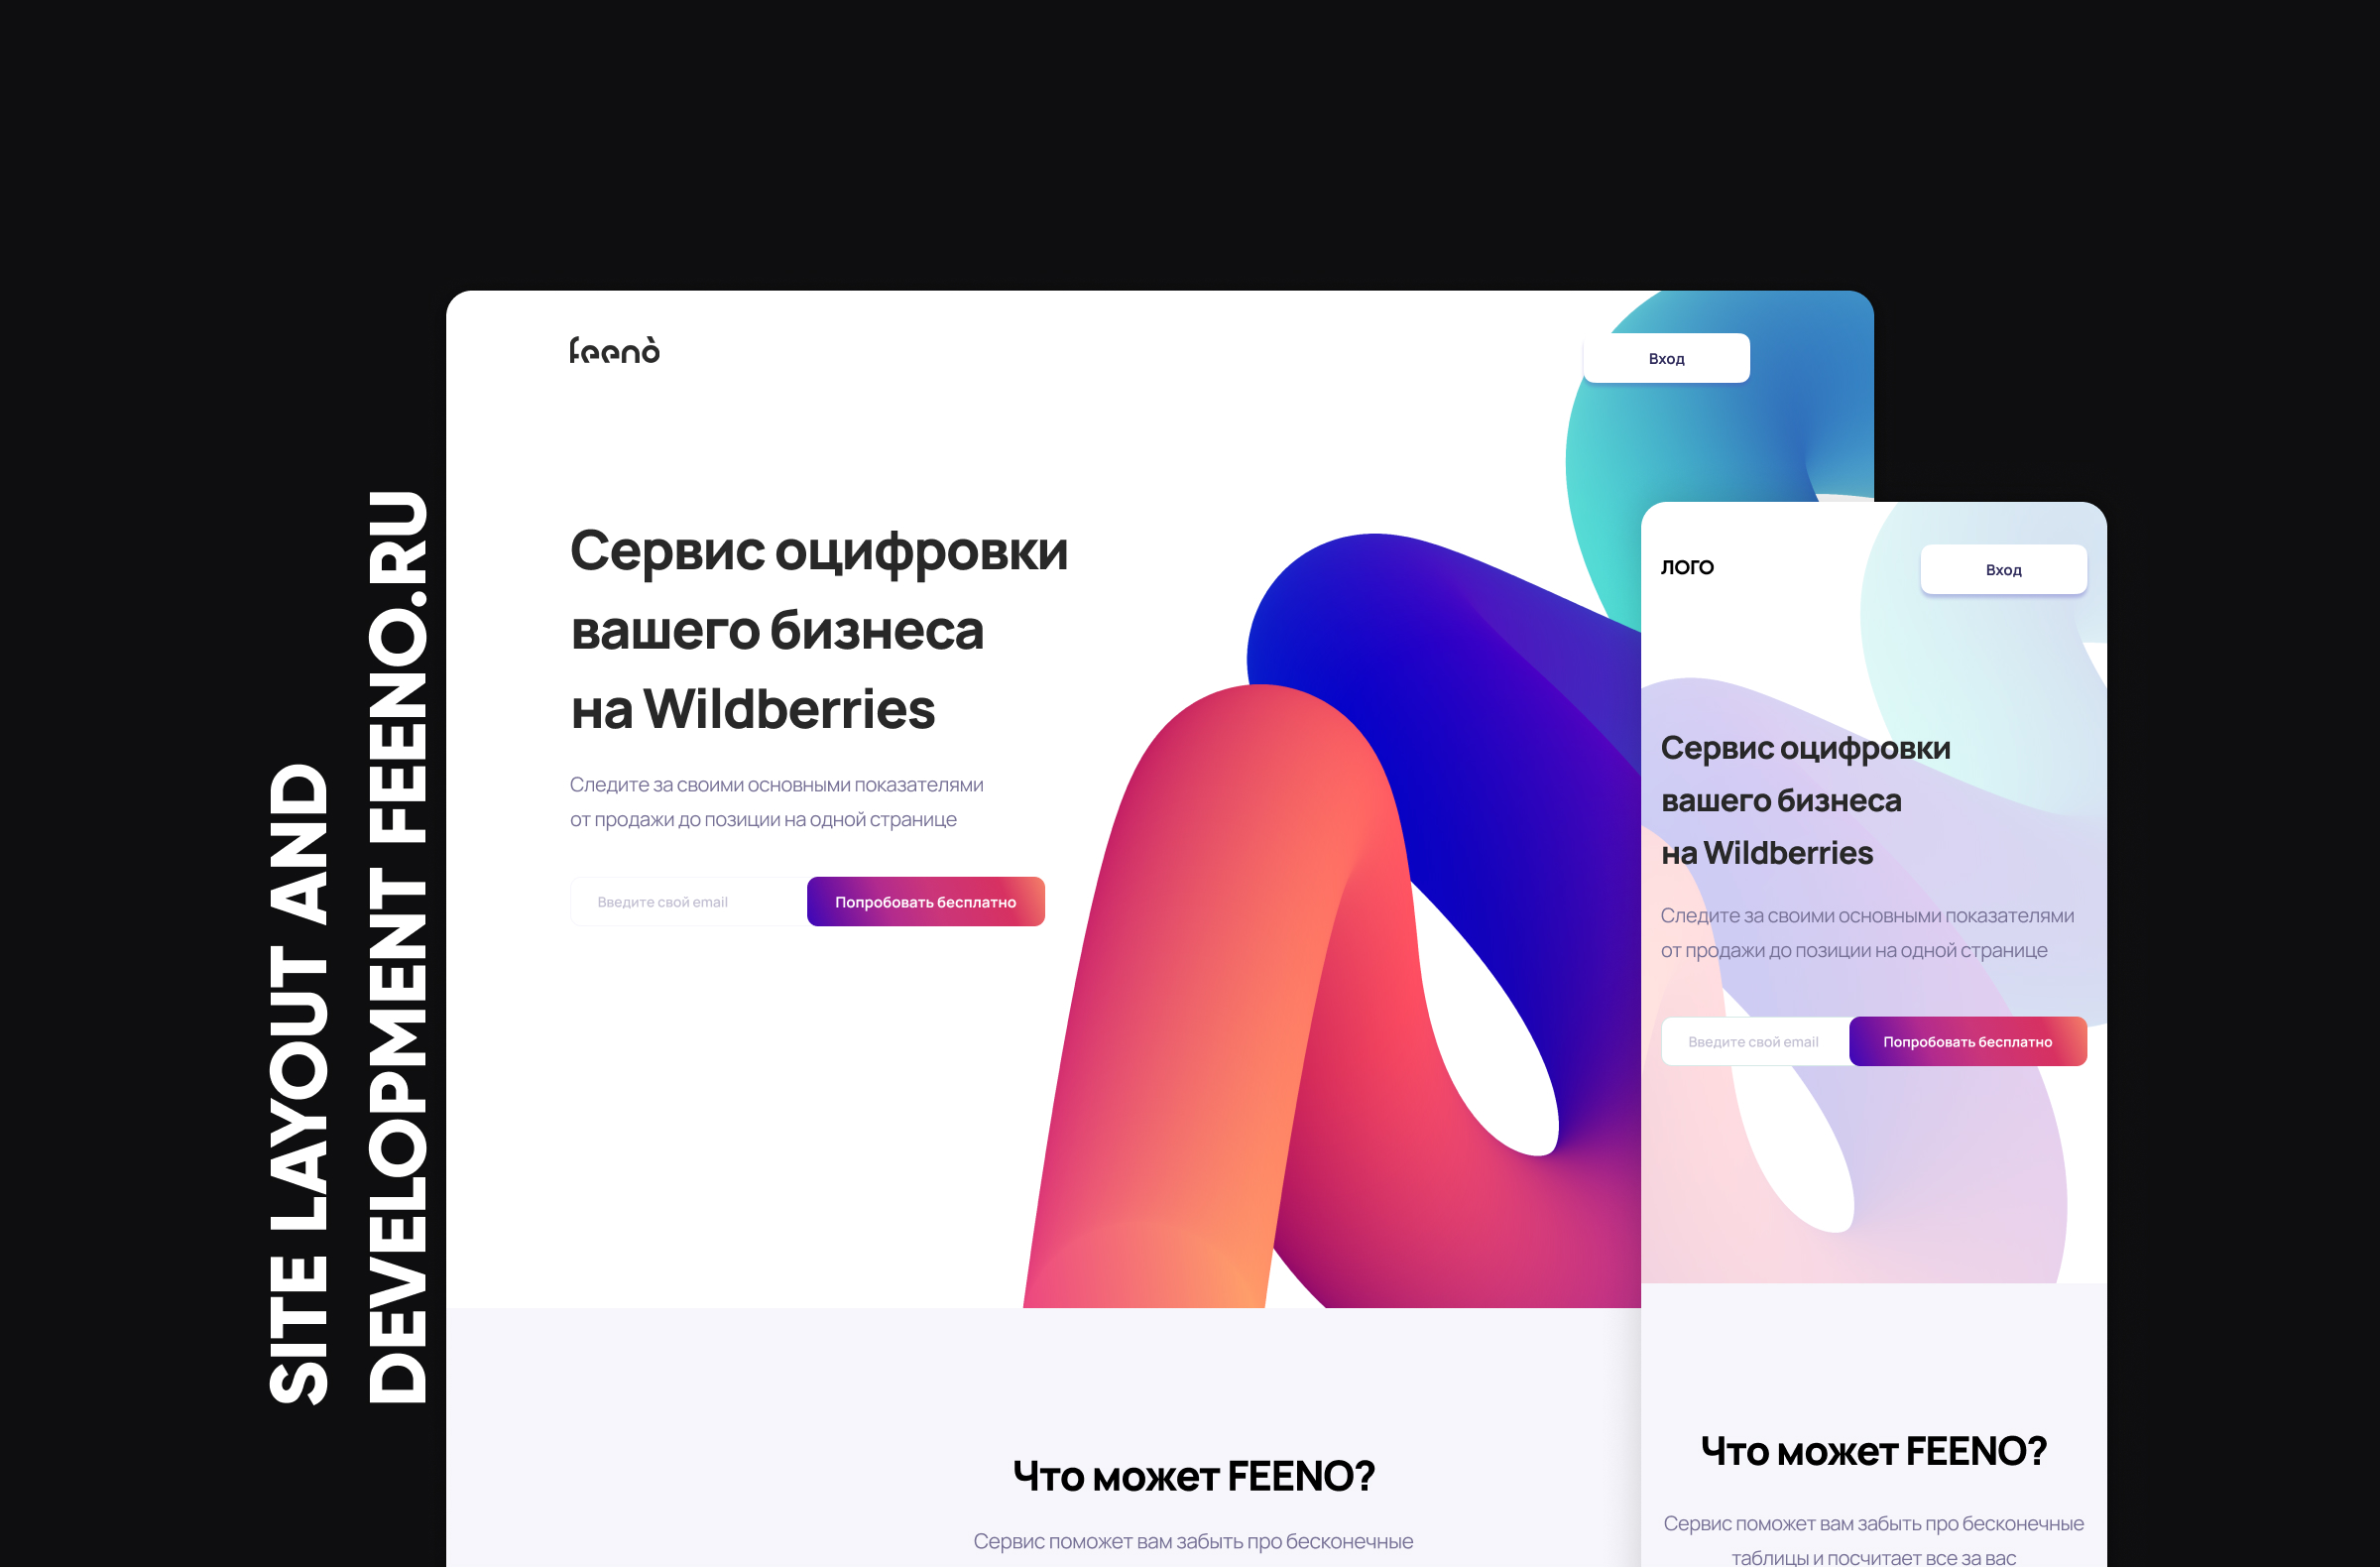 SITE LAYOUT AND
DEVELOPMENT FEENO.RU
feenò
Вход
Сервис оцифровки
вашего бизнеса
на Wildberries
Следите за своими основными показателями
от продажи до позиции на одной странице
Введите свой email
Попробовать бесплатно
Что может FEENO?
Сервис поможет вам забыть про бесконечные
ЛОГО
Вход
Сервис оцифровки
вашего бизнеса
на Wildberries
Следите за своими основными показателями
от продажи до позиции на одной странице
Введите свой email
Попробовать бесплатно
Что может FEENO?
Сервис поможет вам забыть про бесконечные
таблицы и посчитает все за вас